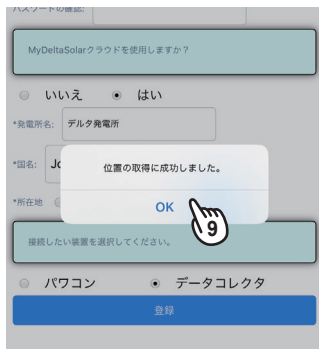 パスワードの確認:
MyDeltaSolarクラウドを使用しますか？
いいえ はい
*発電所名: デルタ発電所
*国名: Jo
位置の取得に成功しました。
*所在地
OK
9
接続したい装置を選択してください。
パワコン データコレクタ
登録